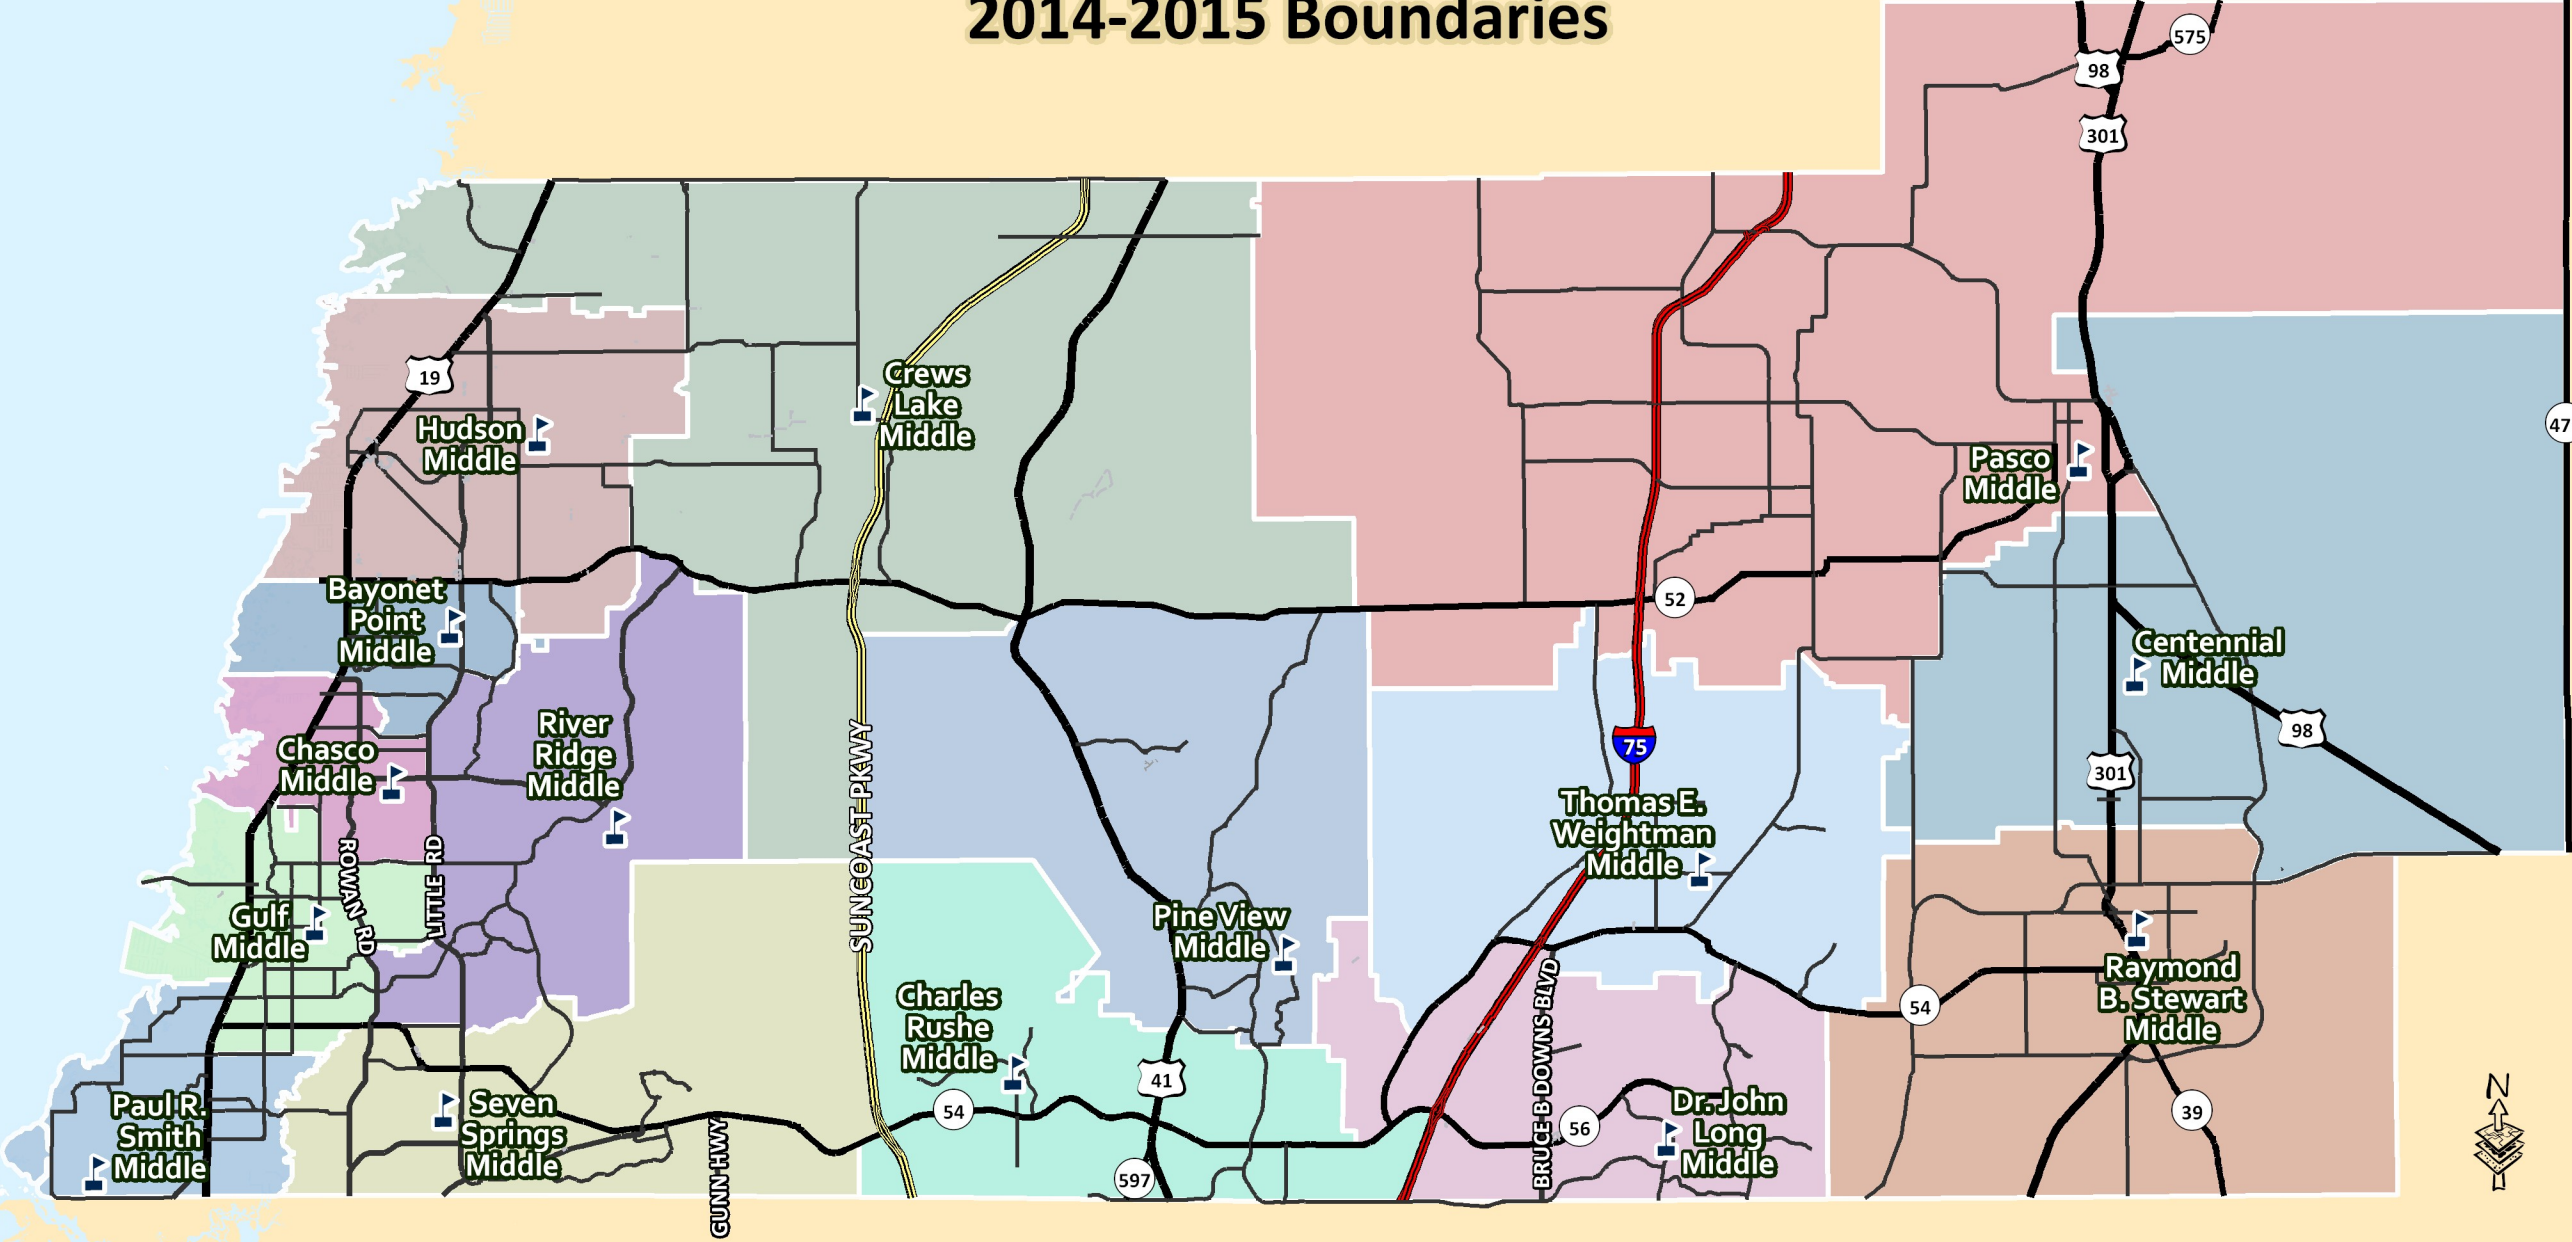 2014-2015 Boundaries
575
98
301
19
Crews
Lake
Middle
47
Hudson
Middle
Pasco
Middle
Bayonet
Point
Middle
52
Centennial
Middle
98
River
Ridge
Middle
Chasco
Middle
75
301
SUNCOAST PKWY
Thomas E.
Weightman
Middle
ROWAN RD
LITTLE RD
Gulf
Middle
Pine View
Middle
Raymond
B. Stewart
Middle
Charles
Rushe
Middle
54
BRUCE B DOWNS BLVD
41
54
56
39
Paul R.
Smith
Middle
Seven
Springs
Middle
Dr. John
Long
Middle
GUNN HWY
597
N